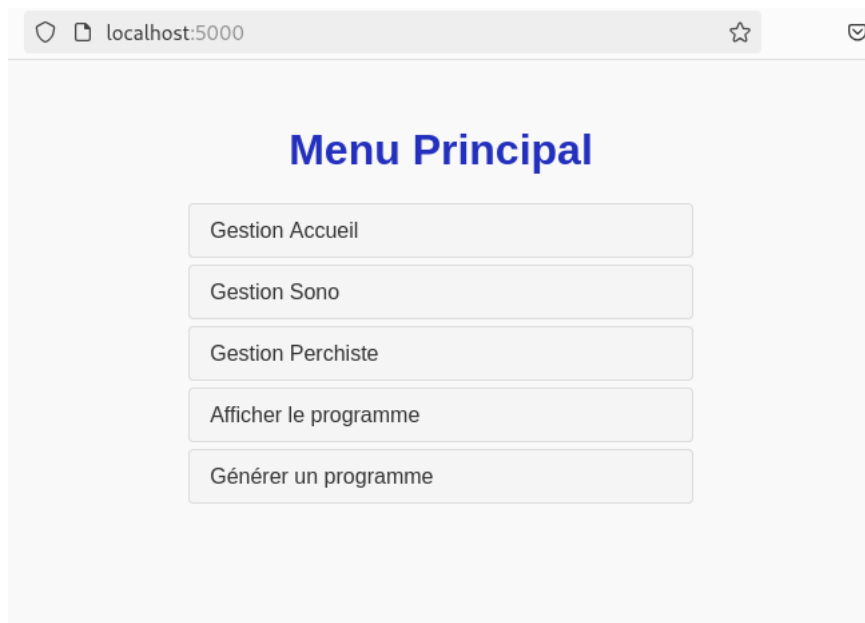 localhost:5000
Menu Principal
Gestion Accueil
Gestion Sono
Gestion Perchiste
Afficher le programme
Générer un programme